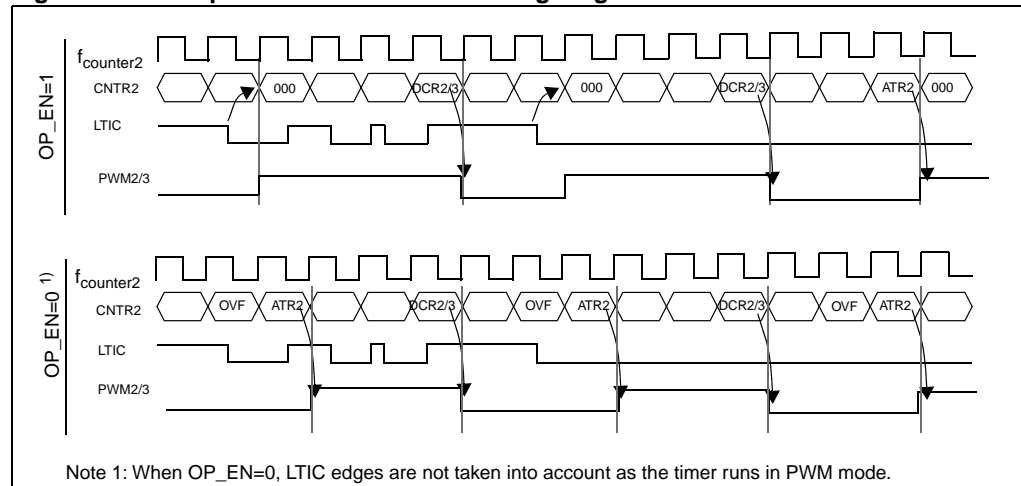 OP_EN=1
fcounter2
CNTR2 000 DCR2/3 000 DCR2/3 ATR2 000
LTIC
PWM2/3
OP_EN=0 1)
fcounter2
CNTR2 OVF ATR2 DCR2/3 OVF ATR2 DCR2/3 OVF ATR2
LTIC
PWM2/3
Note 1: When OP_EN=0, LTIC edges are not taken into account as the timer runs in PWM mode.